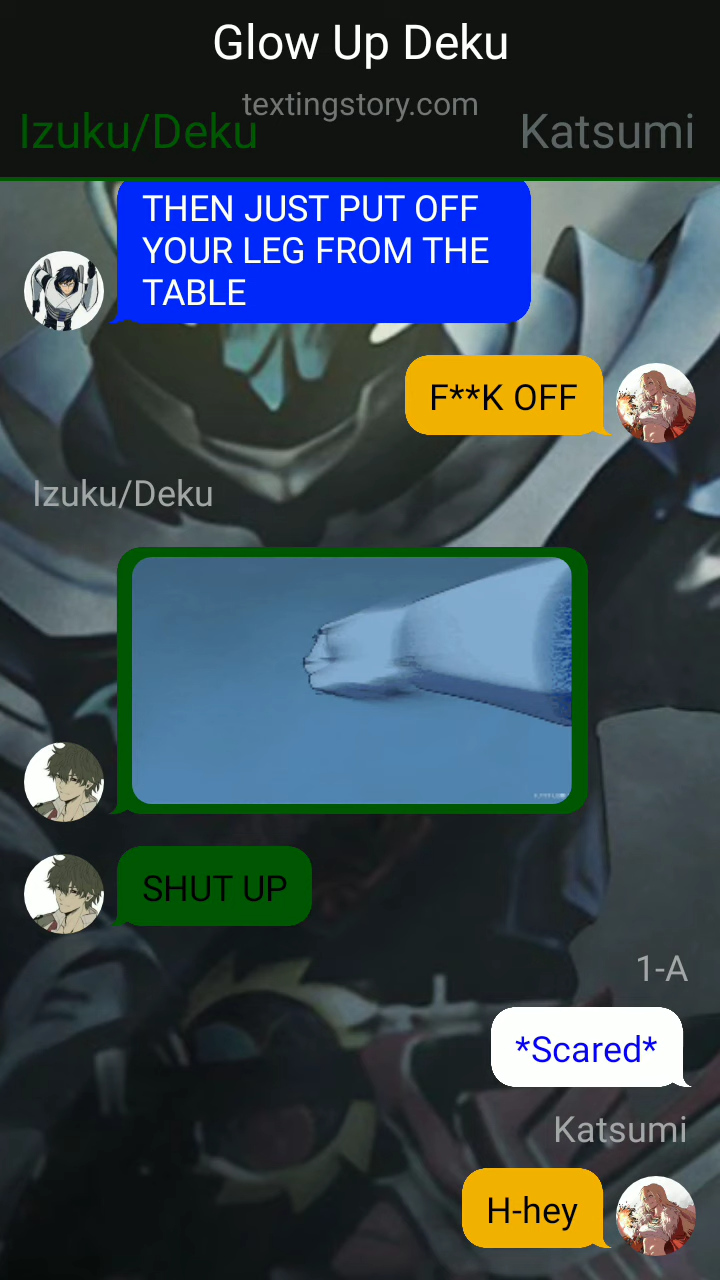 Glow Up Deku
textingstory.com
Izuku/Deku
Katsumi
THEN JUST PUT OFF
YOUR LEG FROM THE
TABLE
F**K OFF
Izuku/Deku
SHUT UP
1-A
*Scared*
Katsumi
H-hey